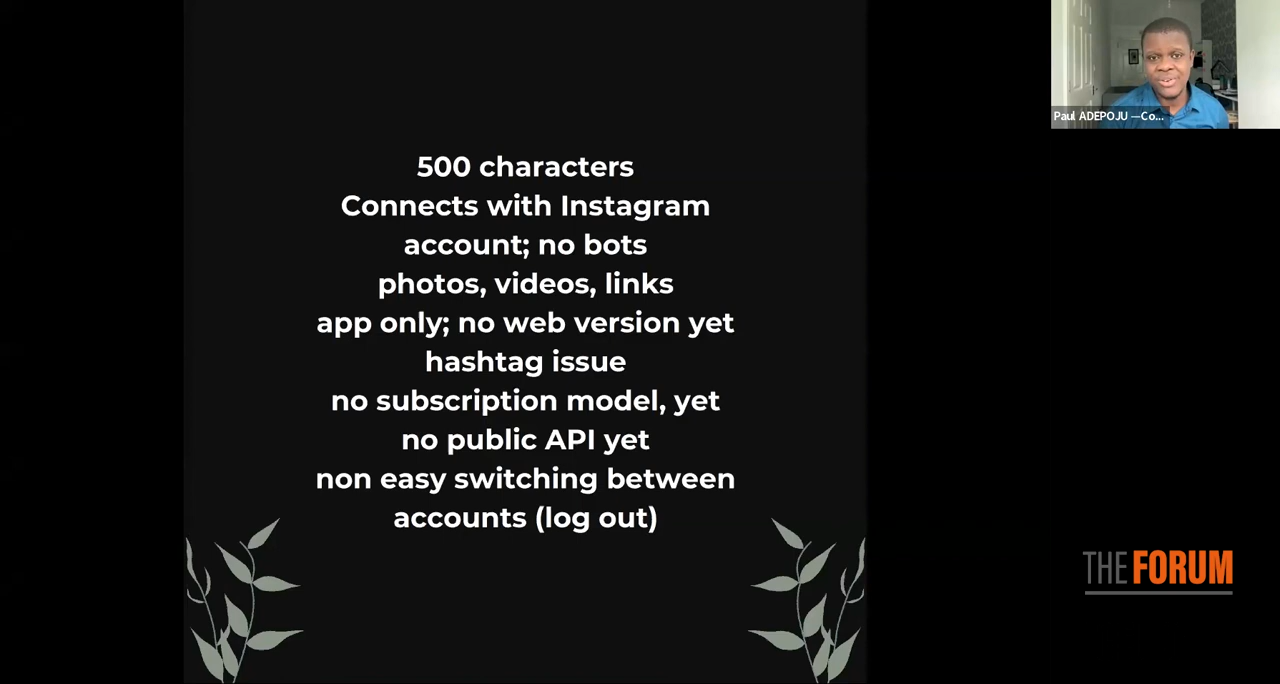 500 characters
Connects with Instagram
account; no bots
photos, videos, links
app only; no web version yet
hashtag issue
no subscription model, yet
no public API yet
non easy switching between
accounts (log out)
Paul ADEPOJU —Co...
THE FORUM